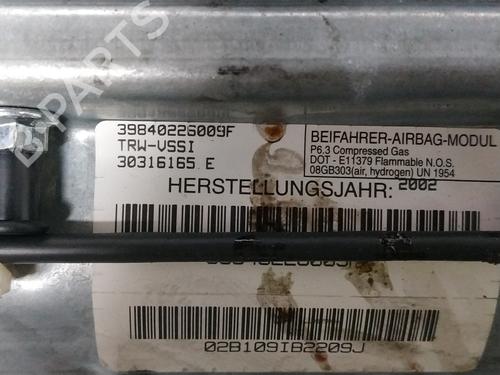 B-PARTS
39840226009F
TRW-VSSI
30316165 E
BEIFAHRER-AIRBAG-MODUL
P6.3 Compressed Gas
DOT - E11379 Flammable N.O.S.
08GB303(air, hydrogen) UN 1954
HERSTELLUNGSJAHR: 2002
02B109IB2209J